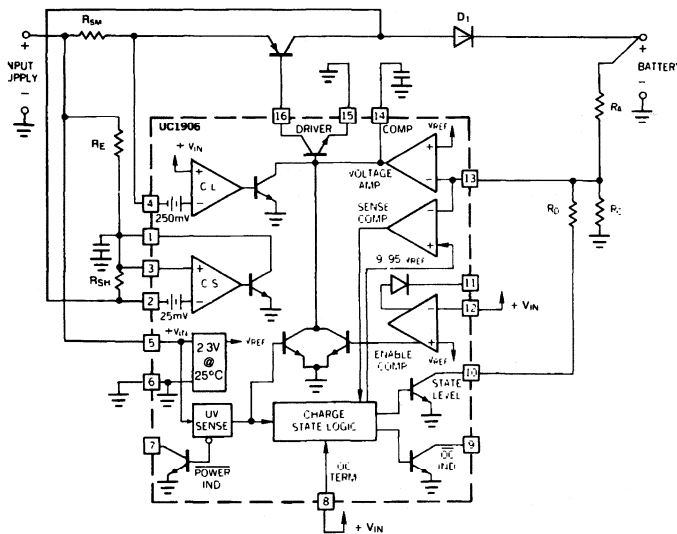 RSM
D1
+
NPUT
UPPLY
−
+
BATTERY
−
RA
16
15
14
DRIVER
COMP
UC1906
VREF
RE
+ VIN
+
C L
−
VOLTAGE
AMP
+
−
13
4
250mV
SENSE
COMP
−
+
RD
RC
1
9 95 VREF
3
RSH
+
C S
−
2
25mV
11
12
+ VIN
−
+
5
+VIN
2 3V
@
25°C
VREF
ENABLE COMP
VREF
10
STATE
LEVEL
6
UV
SENSE
CHARGE
STATE LOGIC
7
9
OC
IND
POWER
IND
OC
TERM
8
+ VIN